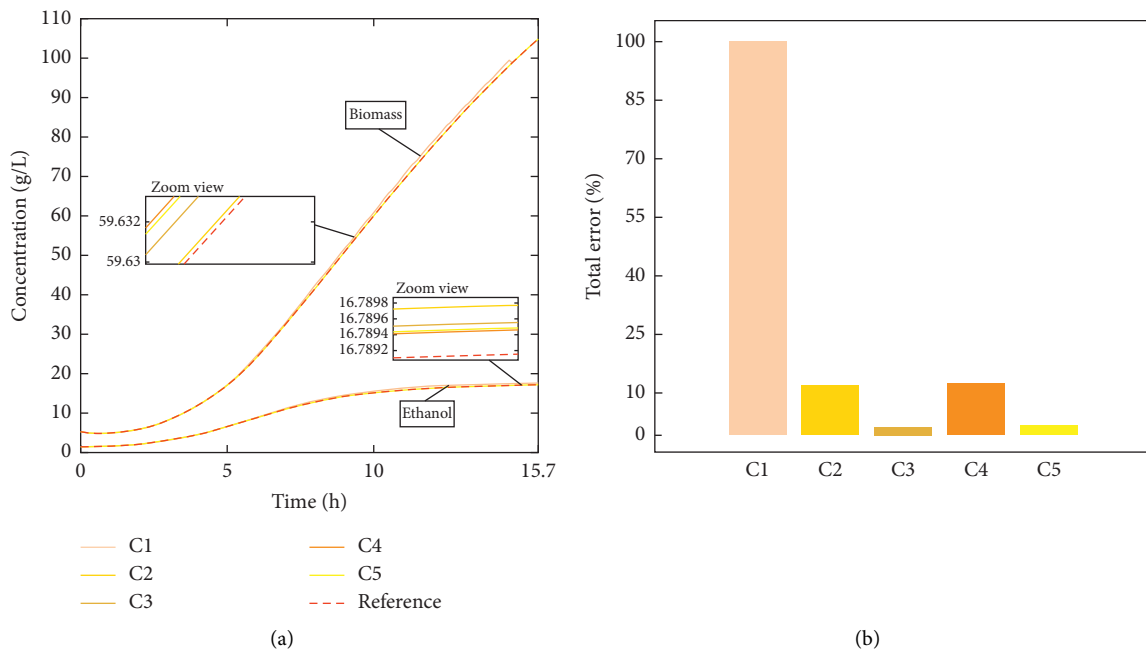 110
100
90
80
70
60
50
40
30
20
10
0
Concentration (g/L)
Biomass
Zoom view
59.632
59.63
Zoom view
16.7898
16.7896
16.7894
16.7892
Ethanol
0
5
10
15.7
Time (h)
C1
C2
C3
C4
C5
Reference
(a)
100
85
70
55
40
25
10
0
Total error (%)
C1
C2
C3
C4
C5
(b)